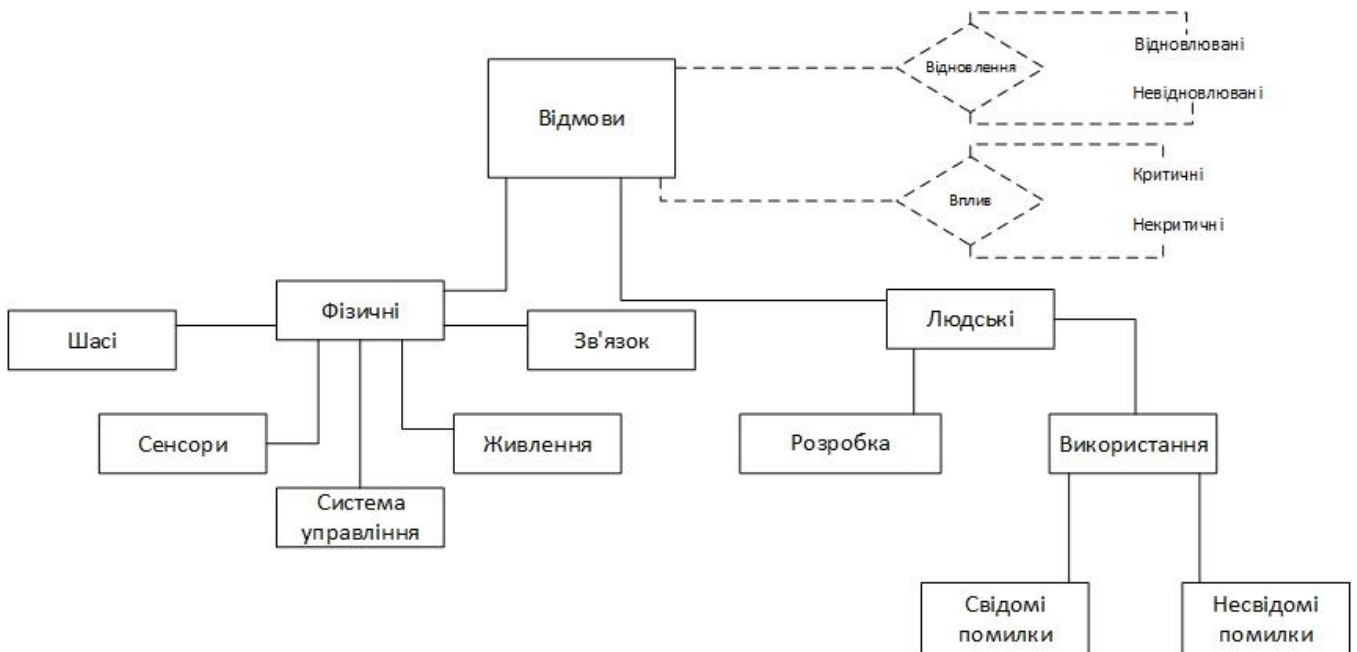 Відновлювані
Відновлення
Невідновлювані
Відмови
Критичні
Вплив
Некритичні
Фізичні
Людські
Шасі
Зв'язок
Сенсори
Живлення
Розробка
Використання
Система
управління
Свідомі
помилки
Несвідомі
помилки